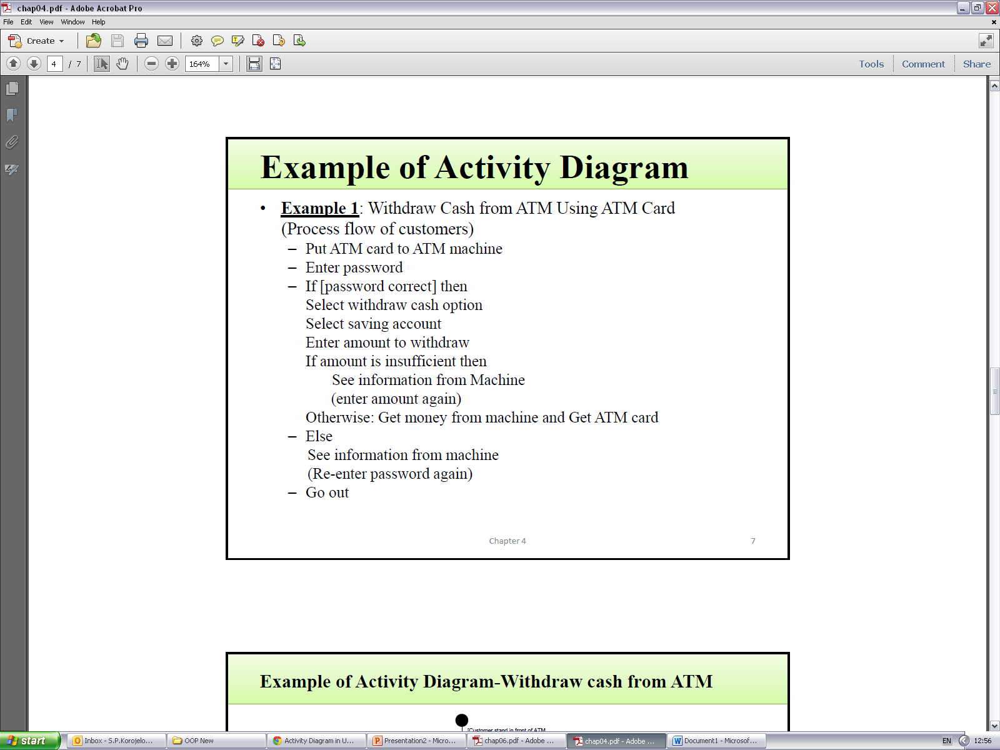 chap04.pdf - Adobe Acrobat Pro
File Edit View Window Help
Create
4 / 7 164% Tools Comment Share
Example of Activity Diagram
• Example 1: Withdraw Cash from ATM Using ATM Card
(Process flow of customers)
– Put ATM card to ATM machine
– Enter password
– If [password correct] then
Select withdraw cash option
Select saving account
Enter amount to withdraw
If amount is insufficient then
See information from Machine
(enter amount again)
Otherwise: Get money from machine and Get ATM card
– Else
See information from machine
(Re-enter password again)
– Go out
Chapter 4 7
Example of Activity Diagram-Withdraw cash from ATM
[Customer stand in front of ATM
start Inbox - S.P.Korojelo... OOP New Activity Diagram in U... Presentation2 - Micro... chap06.pdf - Adobe ... chap04.pdf - Adobe ... Document1 - Microsof... EN 12:56